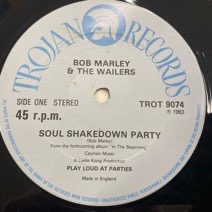 TROJAN RECORDS
BOB MARLEY
& THE WAILERS
SIDE ONE STEREO
45 r.p.m.
TROT 9074
℗ 1983
SOUL SHAKEDOWN PARTY
(Bob Marley)
From the forthcoming album "In The Beginning"
Cayman Music
A Leslie Kong Production
PLAY LOUD AT PARTIES
Made in England